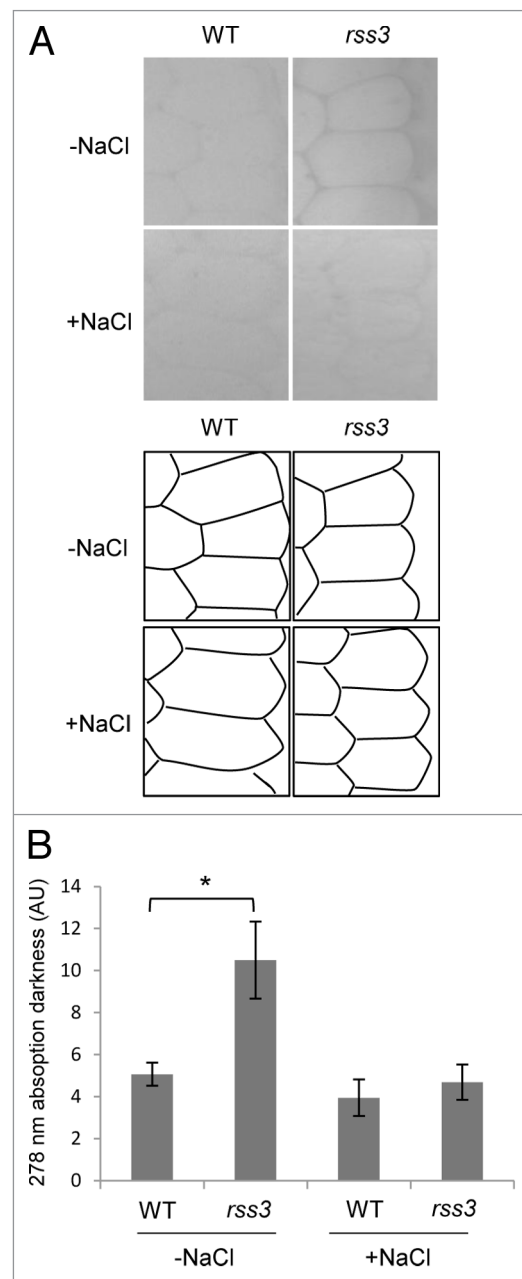 A
WT rss3
-NaCl
+NaCl
WT rss3
-NaCl
+NaCl
B
278 nm absoption darkness (AU)
14
12
10
8
6
4
2
0
*
WT rss3 WT rss3
-NaCl +NaCl